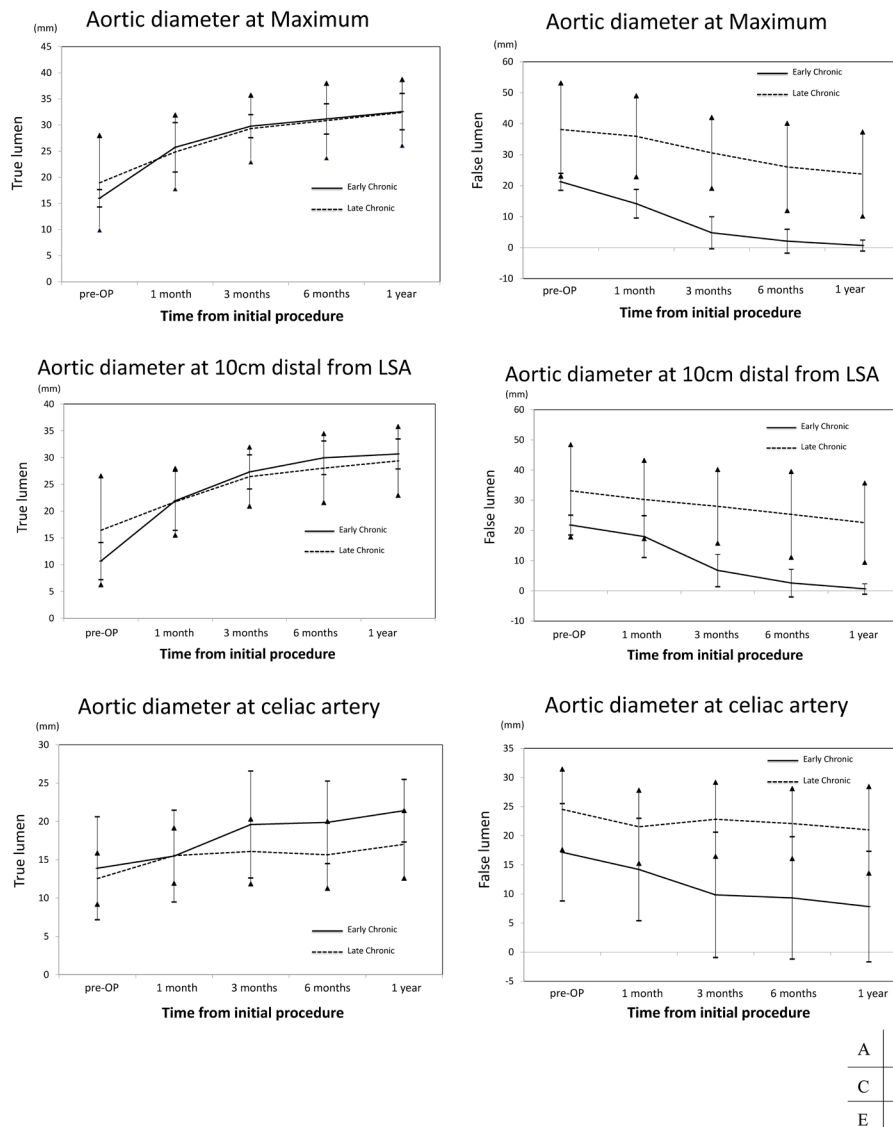 Aortic diameter at Maximum
(mm)
45
40
35
30
25
20
15
10
5
0
True lumen
Early Chronic
Late Chronic
pre-OP 1 month 3 months 6 months 1 year
Time from initial procedure
Aortic diameter at Maximum
(mm)
60
50
40
30
20
10
0
-10
False lumen
Early Chronic
Late Chronic
pre-OP 1 month 3 months 6 months 1 year
Time from initial procedure
Aortic diameter at 10cm distal from LSA
(mm)
40
35
30
25
20
15
10
5
0
True lumen
Early Chronic
Late Chronic
pre-OP 1 month 3 months 6 months 1 year
Time from initial procedure
Aortic diameter at 10cm distal from LSA
(mm)
60
50
40
30
20
10
0
-10
False lumen
Early Chronic
Late Chronic
pre-OP 1 month 3 months 6 months 1 year
Time from initial procedure
Aortic diameter at celiac artery
(mm)
30
25
20
15
10
5
0
True lumen
Early Chronic
Late Chronic
pre-OP 1 month 3 months 6 months 1 year
Time from initial procedure
Aortic diameter at celiac artery
(mm)
35
30
25
20
15
10
5
0
-5
False lumen
Early Chronic
Late Chronic
pre-OP 1 month 3 months 6 months 1 year
Time from initial procedure
A
C
E